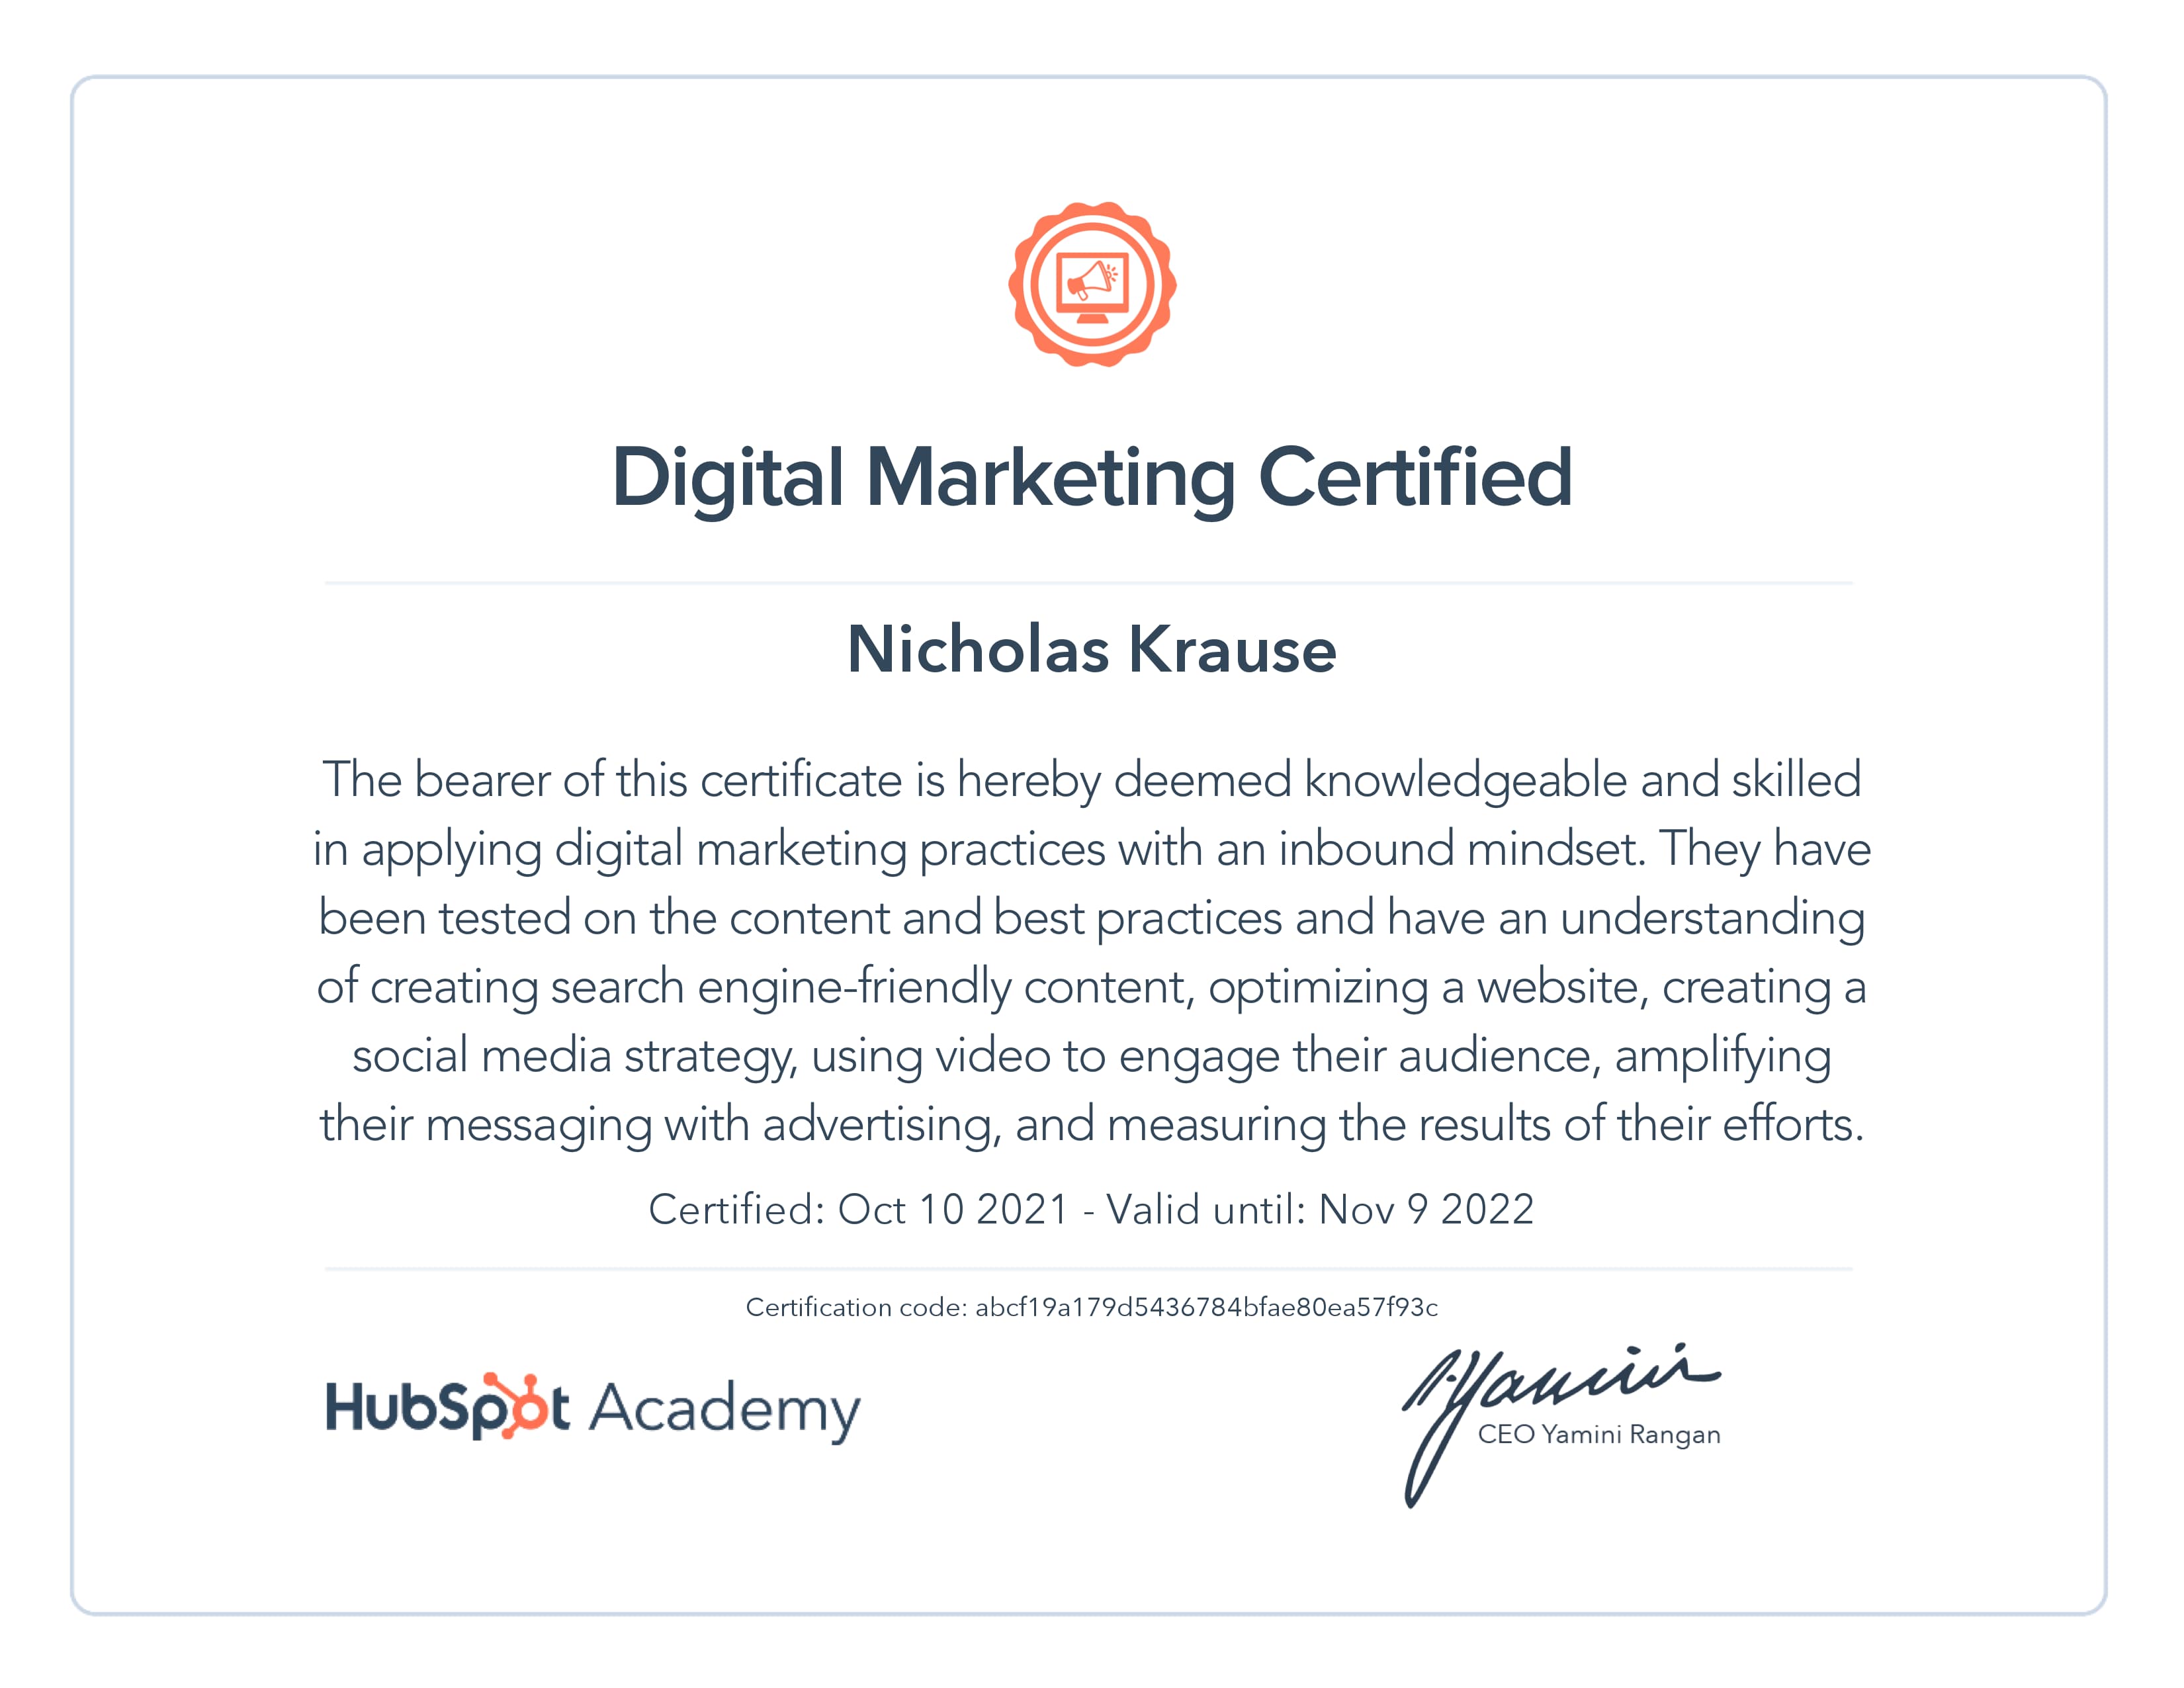 Digital Marketing Certified
Nicholas Krause
The bearer of this certificate is hereby deemed knowledgeable and skilled
in applying digital marketing practices with an inbound mindset. They have
been tested on the content and best practices and have an understanding
of creating search engine-friendly content, optimizing a website, creating a
social media strategy, using video to engage their audience, amplifying
their messaging with advertising, and measuring the results of their efforts.
Certified: Oct 10 2021 - Valid until: Nov 9 2022
Certification code: abcf19a179d5436784bfae80ea57f93c
HubSpot Academy
Yamini
CEO Yamini Rangan